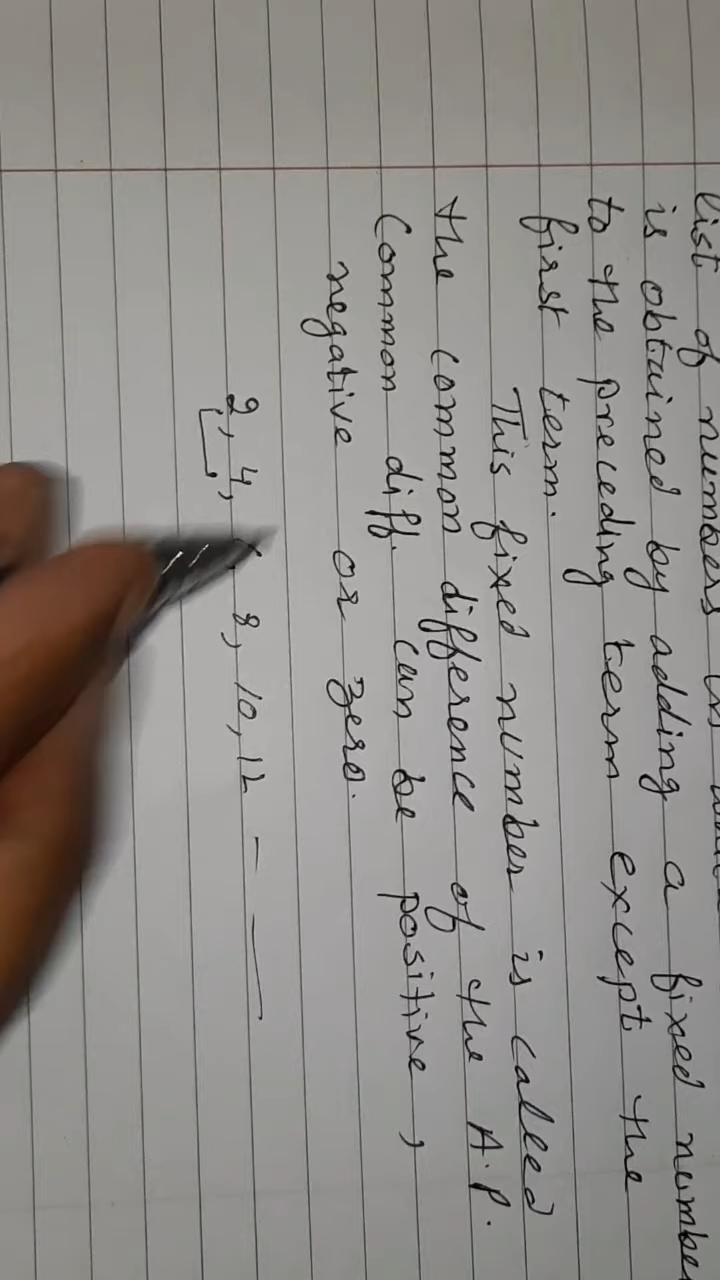 list of numbers in
is obtained by adding a fixed number
to the preceding term except the
first term.
This fixed number is called
the common difference of the A.P.
Common diff. can be positive,
negative or zero.
2, 4, , 8, 10, 12 - —